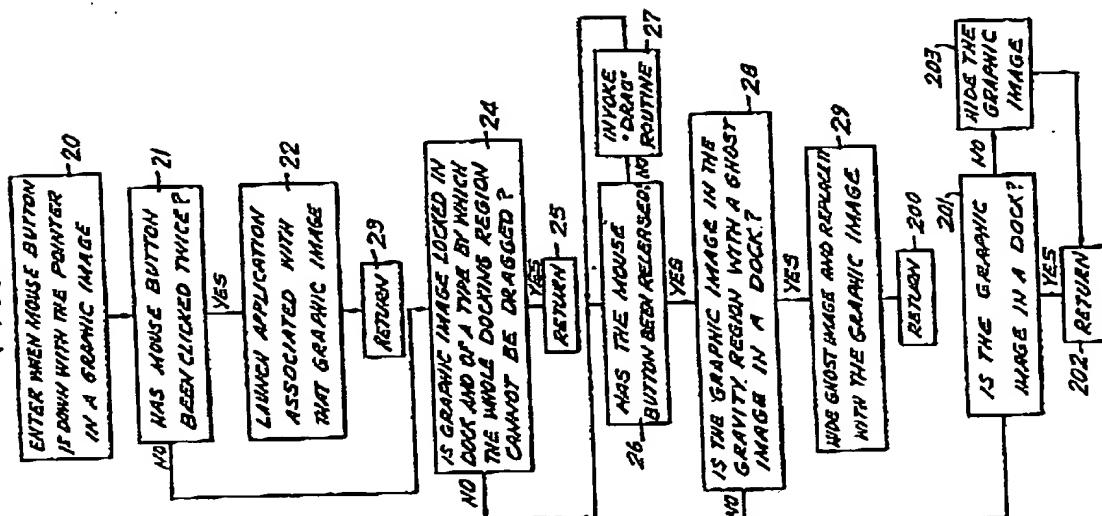 ENTER WHEN MOUSE BUTTON
IS DOWN WITH THE POINTER
IN A GRAPHIC IMAGE
20
HAS MOUSE BUTTON
BEEN CLICKED TWICE?
21
NO
YES
LAUNCH APPLICATION
ASSOCIATED WITH
THAT GRAPHIC IMAGE
22
RETURN
23
IS GRAPHIC IMAGE LOCKED IN
DOCK AND OF A TYPE BY WHICH
THE WHOLE DOCKING REGION
CANNOT BE DRAGGED?
24
NO
YES
RETURN
25
HAS THE MOUSE
BUTTON BEEN RELEASED
26
NO
INVOKE
"DRAG"
ROUTINE
27
YES
IS THE GRAPHIC IMAGE IN THE
GRAVITY REGION WITH A GHOST
IMAGE IN A DOCK?
28
NO
YES
HIDE GHOST IMAGE AND REPLACE IT
WITH THE GRAPHIC IMAGE
29
RETURN
200
IS THE GRAPHIC
IMAGE IN A DOCK?
201
NO
HIDE THE
GRAPHIC
IMAGE
203
YES
RETURN
202